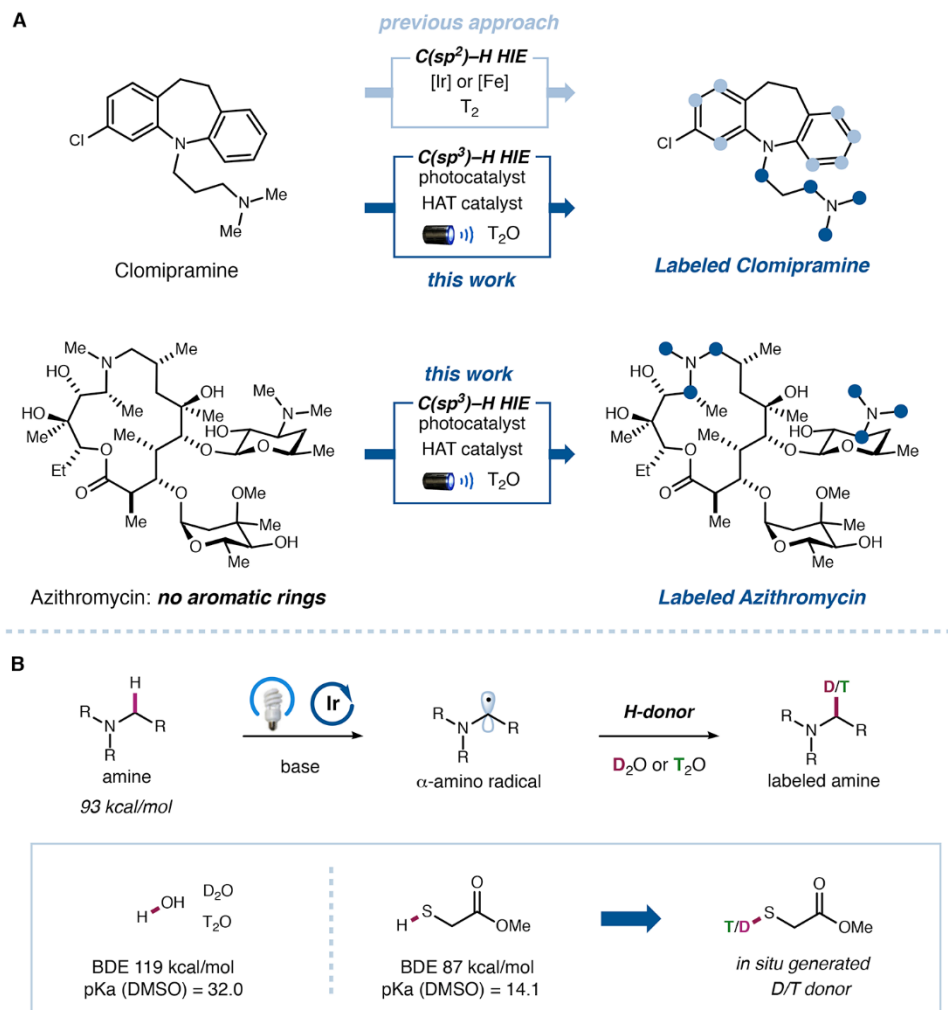 A
previous approach
C(sp²)–H HIE
[Ir] or [Fe]
T₂
Cl
N
N
Me
Me
Clomipramine
C(sp³)–H HIE
photocatalyst
HAT catalyst
T₂O
this work
Cl
N
N
Labeled Clomipramine
Me
N
Me
HO
HO
Me
Me
OH
Me
Me
N
Me
HO
Me
Et
O
O
O
O
Me
O
Me
O
OMe
Me
O
OH
Me
Azithromycin: no aromatic rings
this work
C(sp³)–H HIE
photocatalyst
HAT catalyst
T₂O
N
Me
HO
HO
Me
Me
OH
Me
N
Me
HO
Et
O
O
O
O
Me
O
Me
O
OMe
Me
O
OH
Me
Labeled Azithromycin
B
H
N
R
R
R
amine
93 kcal/mol
Ir
base
N
R
R
R
α-amino radical
H-donor
D₂O or T₂O
D/T
N
R
R
R
labeled amine
H
OH
D₂O
T₂O
BDE 119 kcal/mol
pKa (DMSO) = 32.0
H
S
O
OMe
BDE 87 kcal/mol
pKa (DMSO) = 14.1
T/D
S
O
OMe
in situ generated
D/T donor